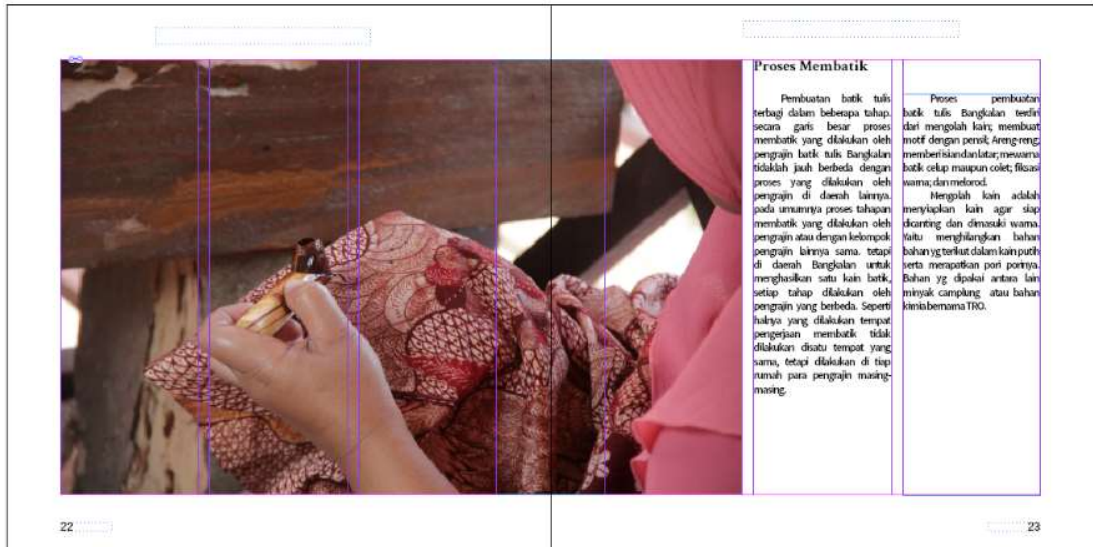 Proses Membatik
Pembuatan batik tulis
terbagi dalam beberapa tahap.
secara garis besar proses
membatik yang dilakukan oleh
pengrajin batik tulis Bangkalan
tidaklah jauh berbeda dengan
proses yang dilakukan oleh
pengrajin di daerah lainnya.
pada umumnya proses tahapan
membatik yang dilakukan oleh
pengrajin atau dengan kelompok
pengrajin lainnya sama. tetapi
di daerah Bangkalan untuk
menghasilkan satu kain batik,
setiap tahap dilakukan oleh
pengrajin yang berbeda. Seperti
halnya yang dilakukan tempat
pengerjaan membatik tidak
dilakukan disatu tempat yang
sama, tetapi dilakukan di tiap
rumah para pengrajin masing-
masing.
Proses pembuatan
batik tulis Bangkalan terdiri
dari mengolah kain; membuat
motif dengan pensil; Areng-reng;
memberi isian dan latar; mewarna
batik celup maupun colet; fiksasi
warna; dan melorod.
Mengolah kain adalah
menyiapkan kain agar siap
dicanting dan dimasuki warna.
Yaitu menghilangkan bahan
bahan yg terikut dalam kain putih
serta merapatkan pori porinya.
Bahan yg dipakai antara lain
minyak camplung atau bahan
kimia bernama TRO.
22
23